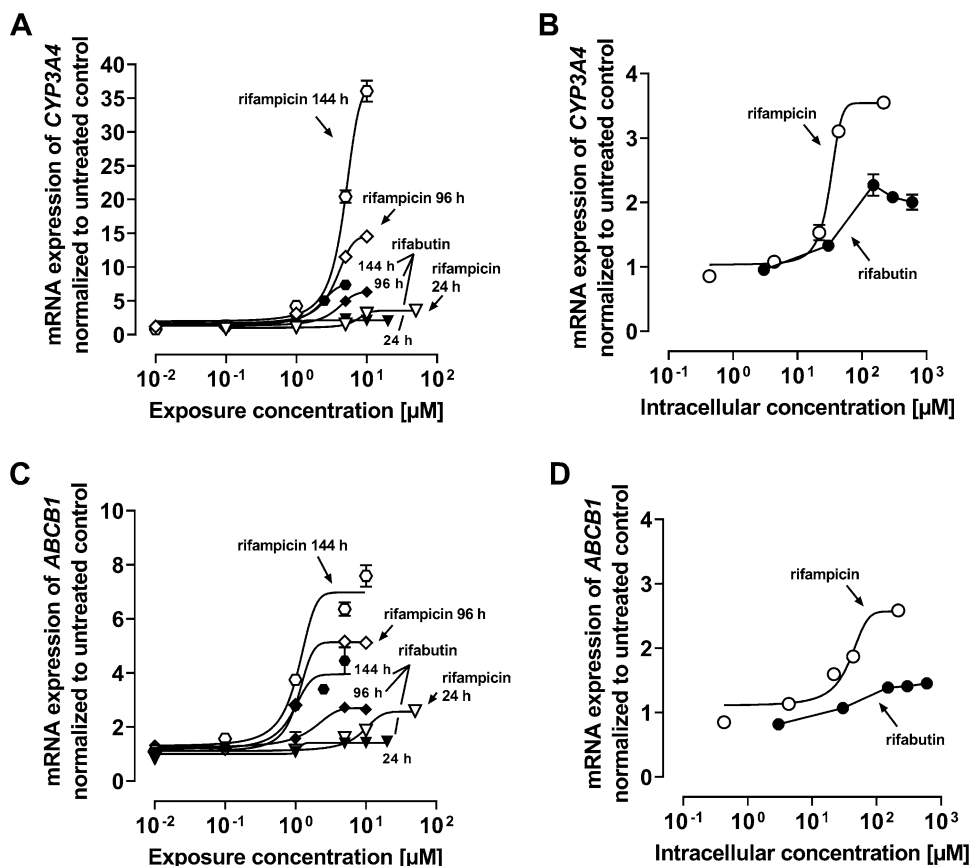 A
mRNA expression of CYP3A4
normalized to untreated control
40
35
30
25
20
15
10
5
0
rifampicin 144 h
rifampicin 96 h
rifabutin
144 h
96 h
rifampicin
24 h
24 h
10-2 10-1 100 101 102
Exposure concentration [µM]
B
mRNA expression of CYP3A4
normalized to untreated control
4
3
2
1
0
rifampicin
rifabutin
10-1 100 101 102 103
Intracellular concentration [µM]
C
mRNA expression of ABCB1
normalized to untreated control
10
8
6
4
2
0
rifampicin 144 h
rifampicin 96 h
rifabutin
144 h
96 h
rifampicin
24 h
24 h
10-2 10-1 100 101 102
Exposure concentration [µM]
D
mRNA expression of ABCB1
normalized to untreated control
4
3
2
1
0
rifampicin
rifabutin
10-1 100 101 102 103
Intracellular concentration [µM]